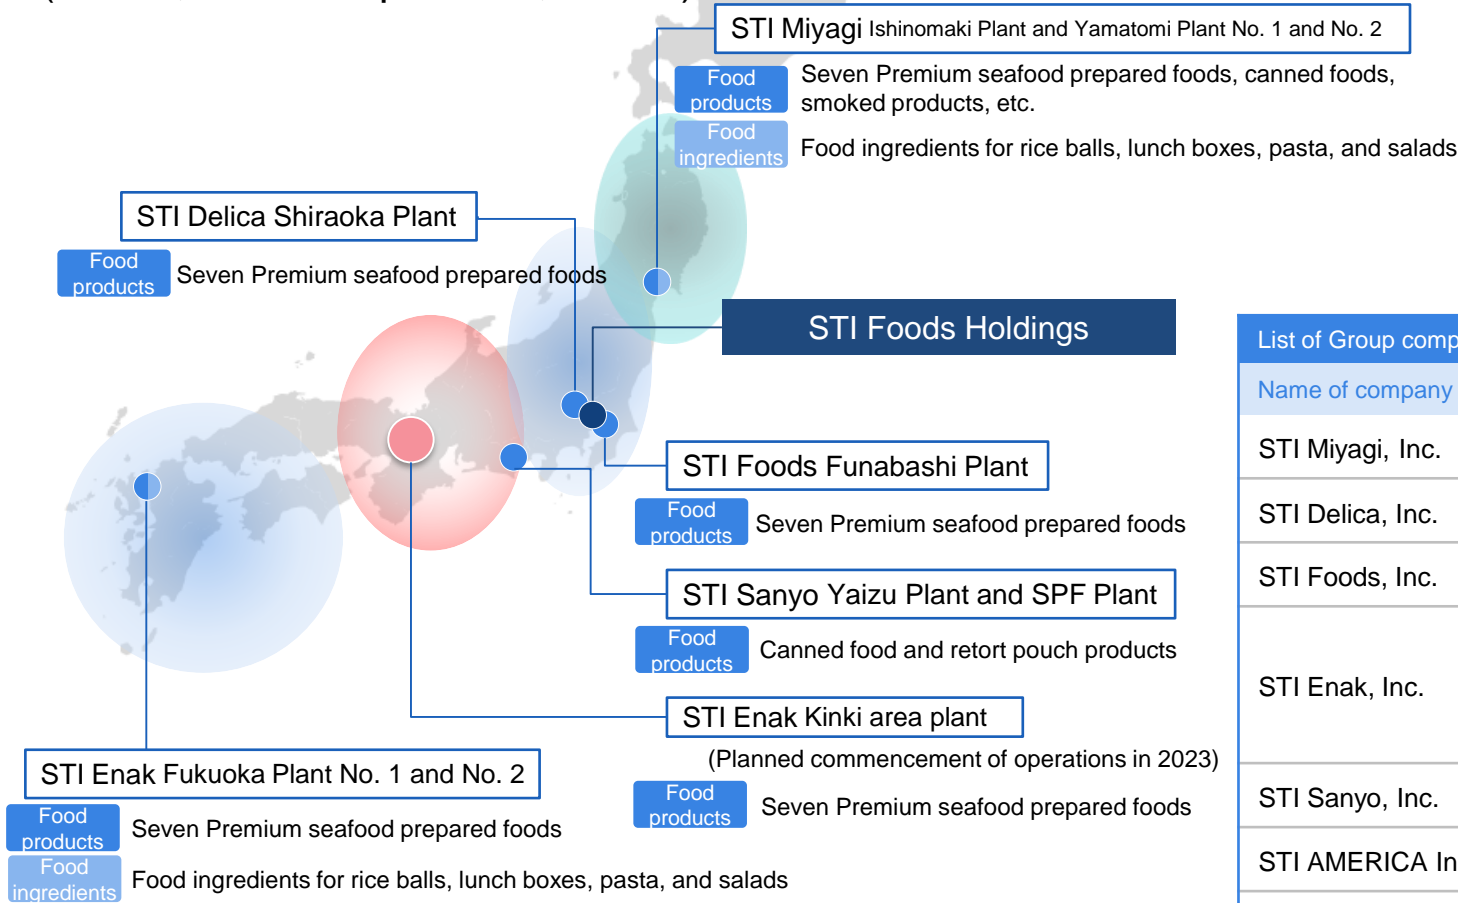 STI Miyagi Ishinomaki Plant and Yamatomi Plant No. 1 and No. 2
Food
products
Seven Premium seafood prepared foods, canned foods,
smoked products, etc.
Food
ingredients
Food ingredients for rice balls, lunch boxes, pasta, and salads
STI Delica Shiraoka Plant
Food
products
Seven Premium seafood prepared foods
STI Foods Holdings
STI Foods Funabashi Plant
Food
products
Seven Premium seafood prepared foods
STI Sanyo Yaizu Plant and SPF Plant
Food
products
Canned food and retort pouch products
STI Enak Kinki area plant
(Planned commencement of operations in 2023)
Food
products
Seven Premium seafood prepared foods
STI Enak Fukuoka Plant No. 1 and No. 2
Food
products
Seven Premium seafood prepared foods
Food
ingredients
Food ingredients for rice balls, lunch boxes, pasta, and salads
List of Group comp
Name of company
STI Miyagi, Inc.
STI Delica, Inc.
STI Foods, Inc.
STI Enak, Inc.
STI Sanyo, Inc.
STI AMERICA In